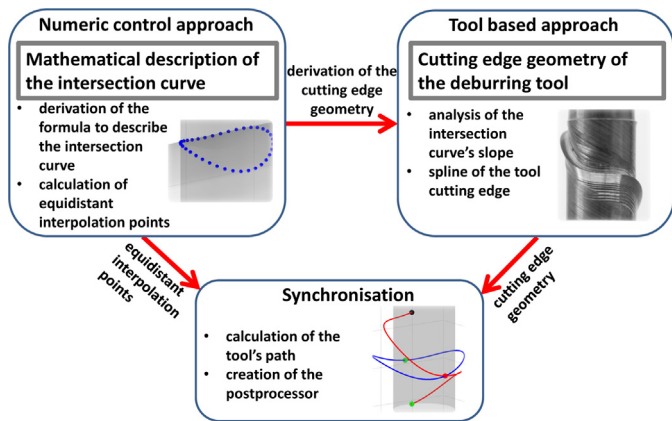 Numeric control approach
Mathematical description of
the intersection curve
• derivation of the
formula to describe
the intersection
curve
• calculation of
equidistant
interpolation points
derivation of the
cutting edge
geometry
Tool based approach
Cutting edge geometry of
the deburring tool
• analysis of the
intersection
curve's slope
• spline of the tool
cutting edge
equidistant
interpolation
points
cutting edge
geometry
Synchronisation
• calculation of the
tool's path
• creation of the
postprocessor